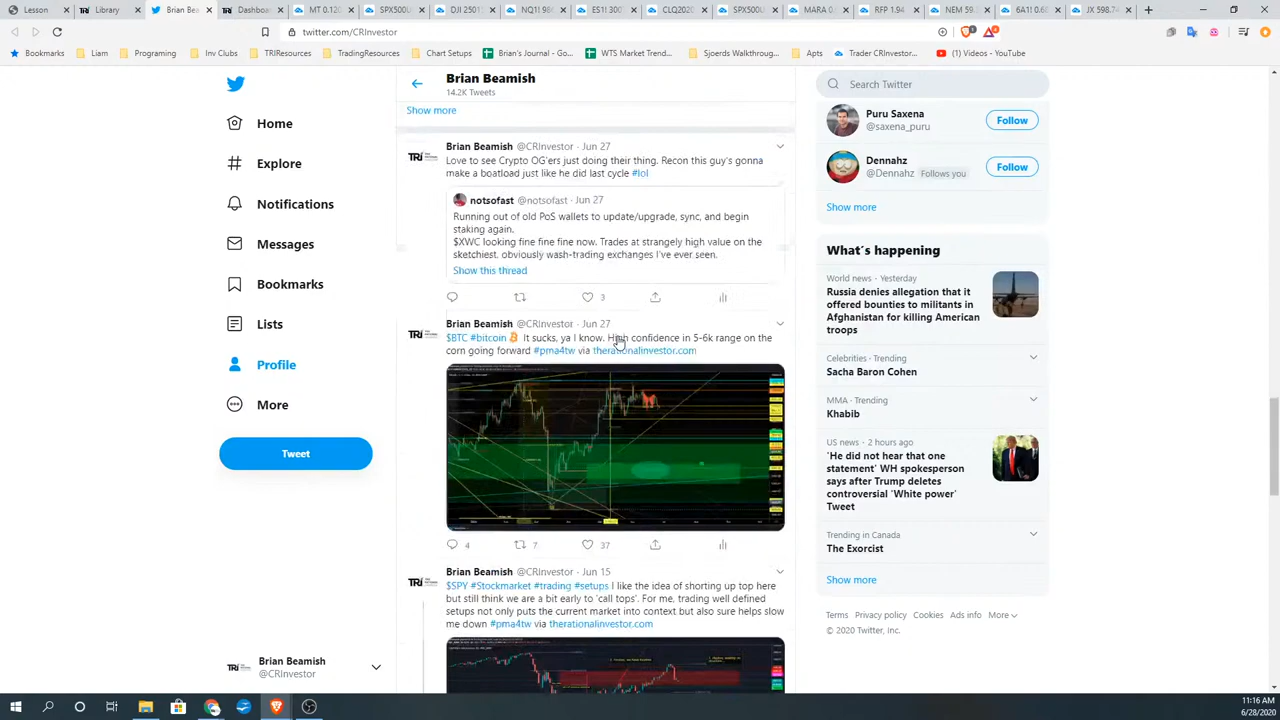 Lesson
Library
Brian Bea
Dashboard
MT 0.120
SPX500U
DJI 2501
NQ1! 98
ES1! 300
CLQ202
SPX500U
MARA 0.
RFP 1.94
NEM 59.
6A1! 0.68
JX 598.74
twitter.com/CRInvestor
Bookmarks
Liam
Programing
Inv Clubs
TRIResources
TradingResources
Chart Setups
Brian's Journal - Go...
WTS Market Trend...
Sjoerds Walkthroug...
Apts
Trader CRInvestor...
(1) Videos - YouTube
Home
Explore
Notifications
Messages
Bookmarks
Lists
Profile
More
Tweet
Brian Beamish
@CRInvestor
Brian Beamish
14.2K Tweets
Show more
Brian Beamish @CRInvestor · Jun 27
Love to see Crypto OG'ers just doing their thing. Recon this guy's gonna
make a boatload just like he did last cycle #lol
notsofast @notsofast · Jun 27
Running out of old PoS wallets to update/upgrade, sync, and begin
staking again.
$XWC looking fine fine fine now. Trades at strangely high value on the
sketchiest, obviously wash-trading exchanges I've ever seen.
Show this thread
3
Brian Beamish @CRInvestor · Jun 27
$BTC #bitcoin It sucks, ya I know. High confidence in 5-6k range on the
corn going forward #pma4tw via therationalinvestor.com
4
7
37
Brian Beamish @CRInvestor · Jun 15
$SPY #Stockmarket #trading #setups I like the idea of shorting up top here
but still think we are a bit early to 'call tops'. For me, trading well defined
setups not only puts the current market into context but also sure helps slow
me down #pma4tw via therationalinvestor.com
Search Twitter
Puru Saxena
@saxena_puru
Follow
Dennahz
@Dennahz Follows you
Follow
Show more
What's happening
World news · Yesterday
Russia denies allegation that it
offered bounties to militants in
Afghanistan for killing American
troops
Celebrities · Trending
Sacha Baron Cohen
MMA · Trending
Khabib
US news · 2 hours ago
'He did not hear that one
statement' WH spokesperson
says after Trump deletes
controversial 'White power'
Tweet
Trending in Canada
The Exorcist
Show more
Terms Privacy policy Cookies Ads info More
© 2020 Twitter, Inc.
11:16 AM
6/28/2020